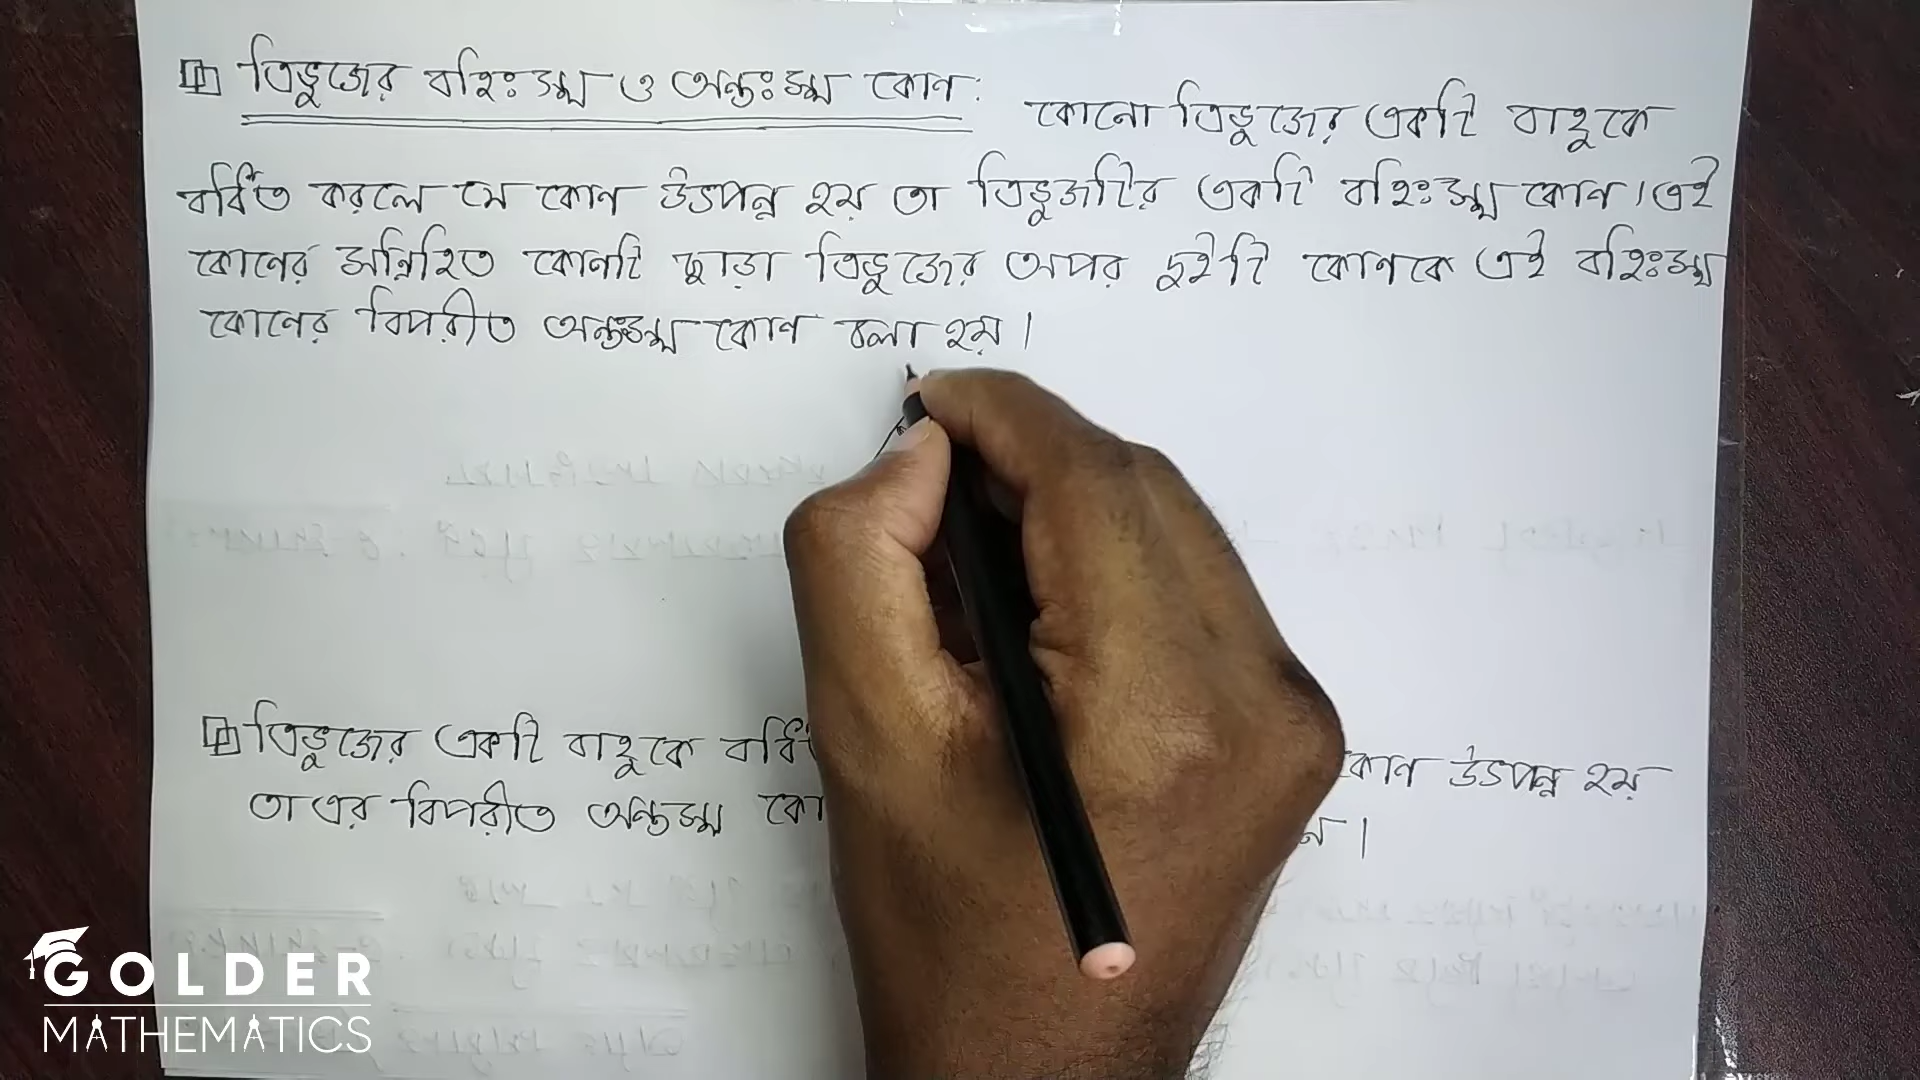 ত্রিভুজের বহিঃস্থ ও অন্তঃস্থ কোণ: কোনো ত্রিভুজের একটি বাহুকে
বর্ধিত করলে যে কোণ উৎপন্ন হয় তা ত্রিভুজটির একটি বহিঃস্থ কোণ। এই
কোণের সন্নিহিত কোণটি ছাড়া ত্রিভুজের অপর দুইটি কোণকে এই বহিঃস্থ
কোণের বিপরীত অন্তঃস্থ কোণ বলা হয়।
ত্রিভুজের একটি বাহুকে বর্ধি কোণ উৎপন্ন হয়
তা এর বিপরীত অন্তস্থ কো ন।
GOLDER
MATHEMATICS